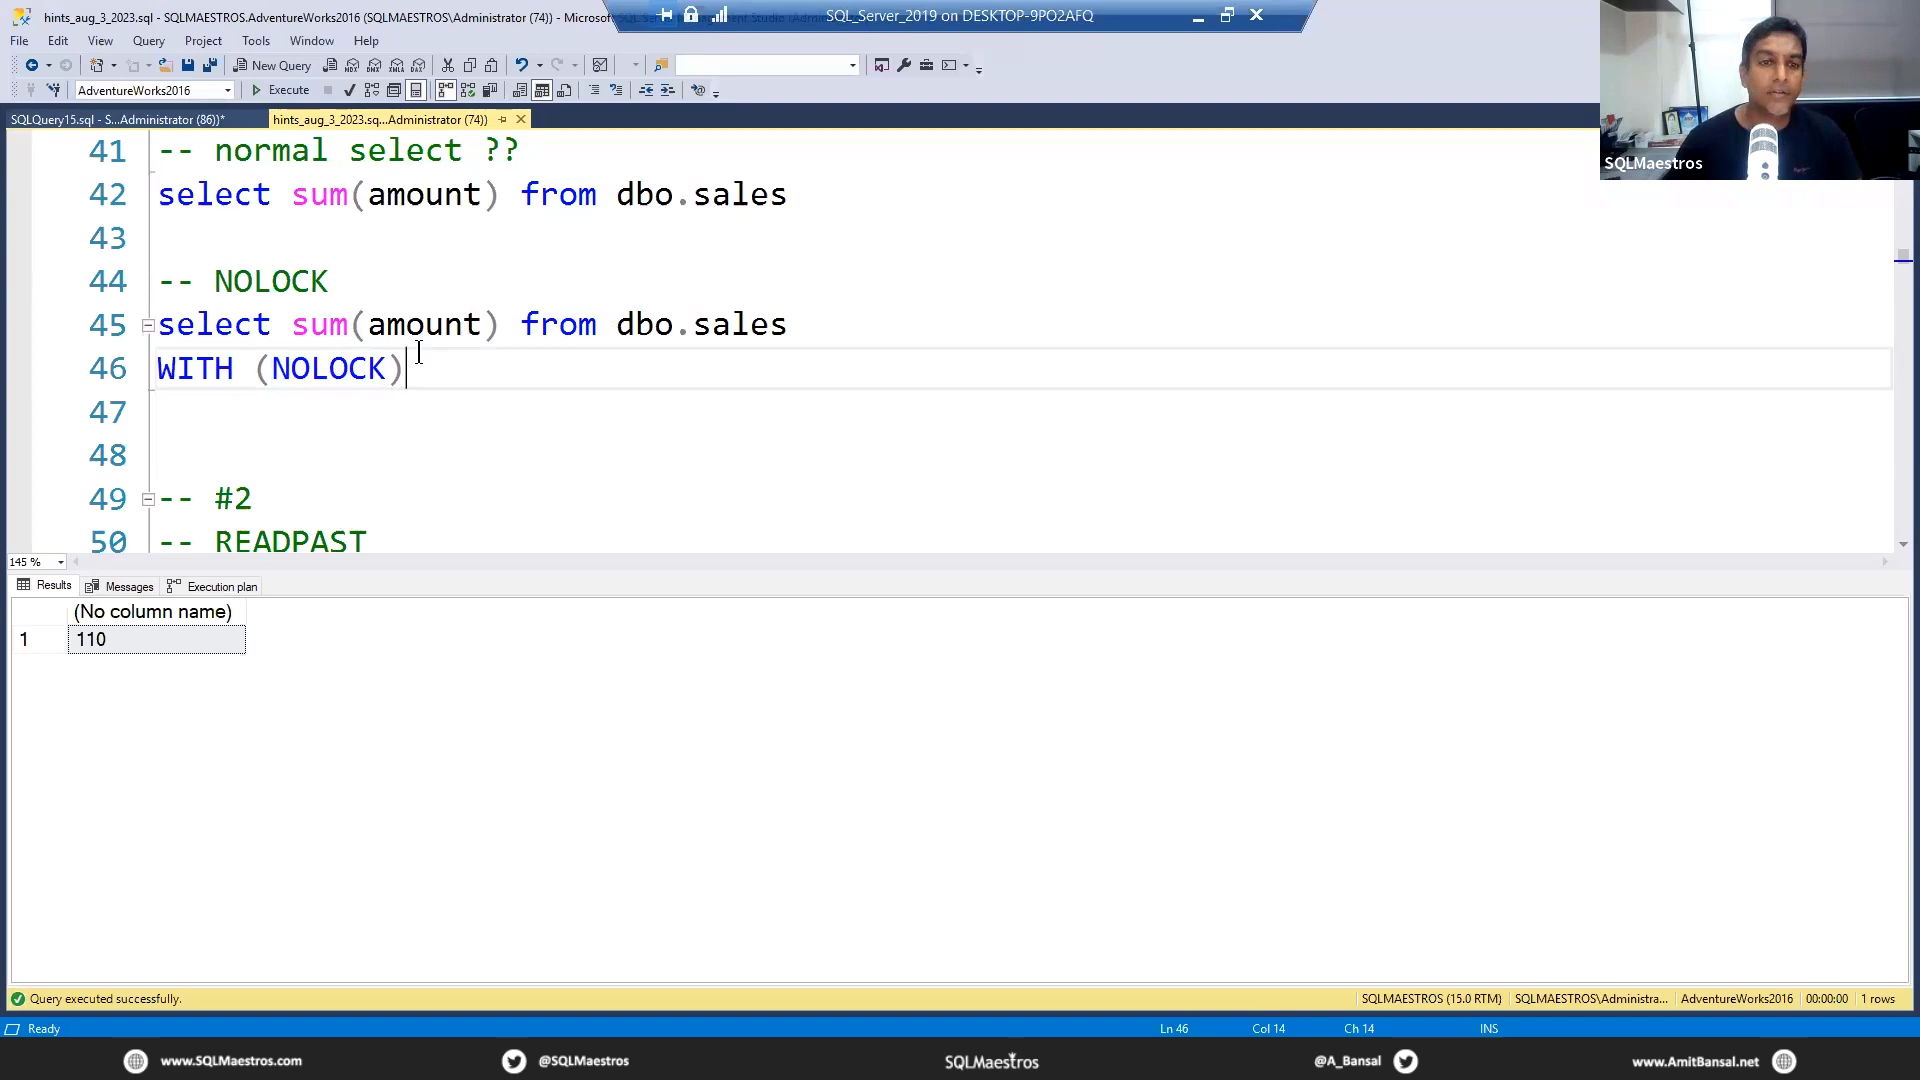 hints_aug_3_2023.sql - SQLMAESTROS.AdventureWorks2016 (SQLMAESTROS\Administrator (74)) - Microsoft
SQL_Server_2019 on DESKTOP-9PO2AFQ
File Edit View Query Project Tools Window Help
New Query
AdventureWorks2016
Execute
SQLQuery15.sql - S...Administrator (86))*
hints_aug_3_2023.sq...Administrator (74))
SQLMaestros
41 -- normal select ??
42 select sum(amount) from dbo.sales
43
44 -- NOLOCK
45 select sum(amount) from dbo.sales
46 WITH (NOLOCK)
47
48
49 -- #2
50 -- READPAST
145 %
Results Messages Execution plan
(No column name)
1 110
Query executed successfully.
SQLMAESTROS (15.0 RTM) SQLMAESTROS\Administra... AdventureWorks2016 00:00:00 1 rows
Ready
Ln 46 Col 14 Ch 14 INS
www.SQLMaestros.com @SQLMaestros SQLMaestros @A_Bansal www.AmitBansal.net